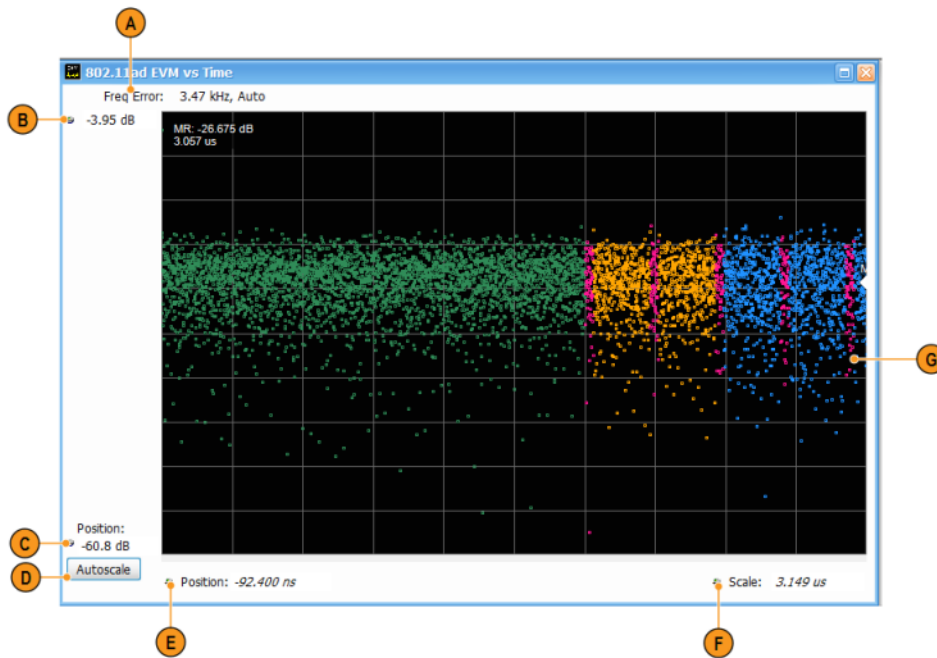 A
802.11ad EVM vs Time
Freq Error: 3.47 kHz, Auto
B
-3.95 dB
MR: -26.675 dB
3.057 us
M
G
Position:
C
-60.8 dB
Autoscale
D
Position: -92.400 ns
Scale: 3.149 us
E
F